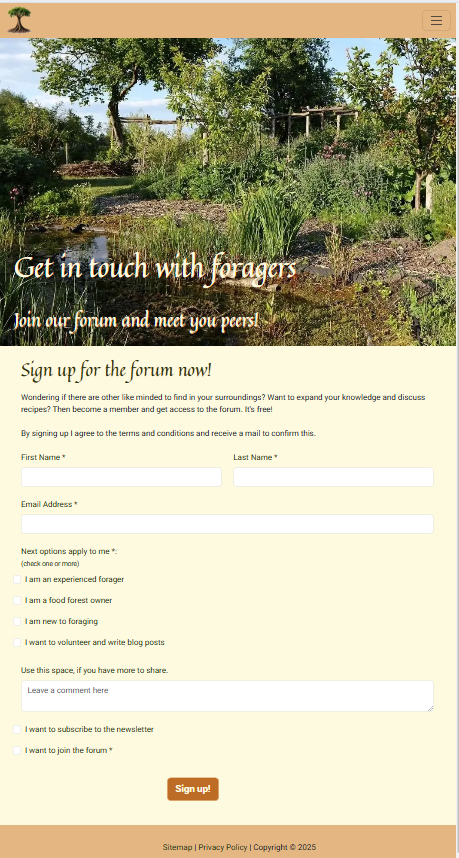 Get in touch with foragers
Join our forum and meet you peers!
Sign up for the forum now!
Wondering if there are other like minded to find in your surroundings? Want to expand your knowledge and discuss
recipes? Then become a member and get access to the forum. It's free!
By signing up I agree to the terms and conditions and receive a mail to confirm this.
First Name *
Last Name *
Email Address *
Next options apply to me *:
(check one or more)
I am an experienced forager
I am a food forest owner
I am new to foraging
I want to volunteer and write blog posts
Use this space, if you have more to share.
Leave a comment here
I want to subscribe to the newsletter
I want to join the forum *
Sign up!
Sitemap | Privacy Policy | Copyright © 2025